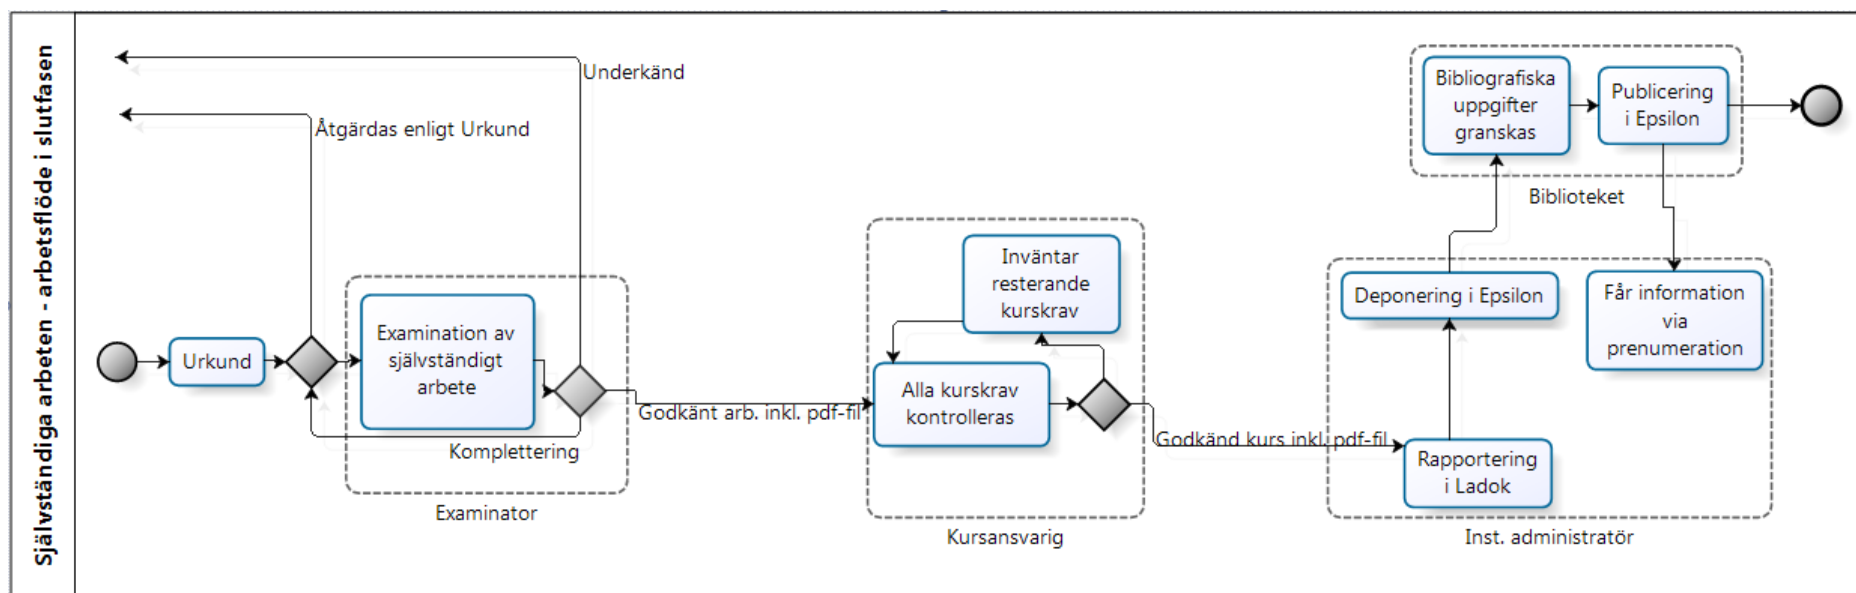 Självständiga arbeten - arbetsflöde i slutfasen
Underkänd
Åtgärdas enligt Urkund
Urkund
Examination av
självständigt
arbete
Komplettering
Examinator
Godkänt arb. inkl. pdf-fil
Inväntar
resterande
kurskrav
Alla kurskrav
kontrolleras
Kursansvarig
Godkänd kurs inkl. pdf-fil
Rapportering
i Ladok
Deponering i Epsilon
Får information
via
prenumeration
Inst. administratör
Bibliografiska
uppgifter
granskas
Publicering
i Epsilon
Biblioteket